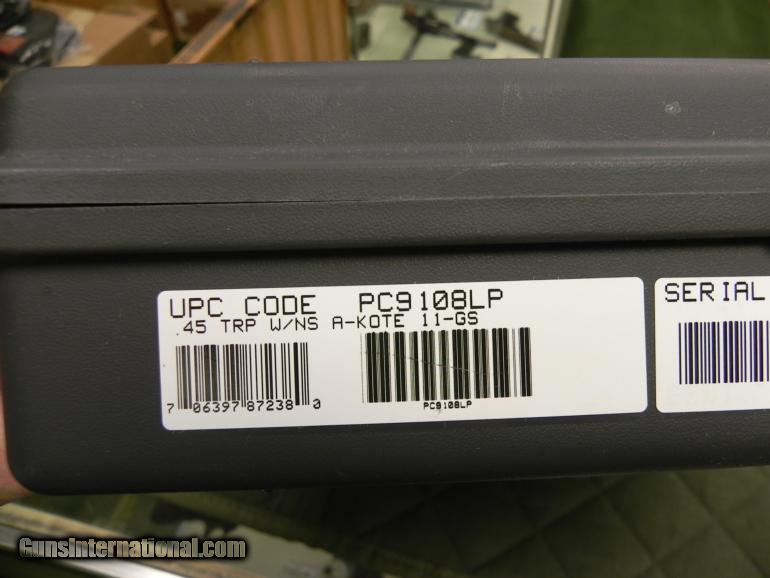 UPC CODE PC9108LP
.45 TRP W/NS A-KOTE 11-GS
7 06397 87238 0
PC9108LP
SERIAL
GunsInternational.com